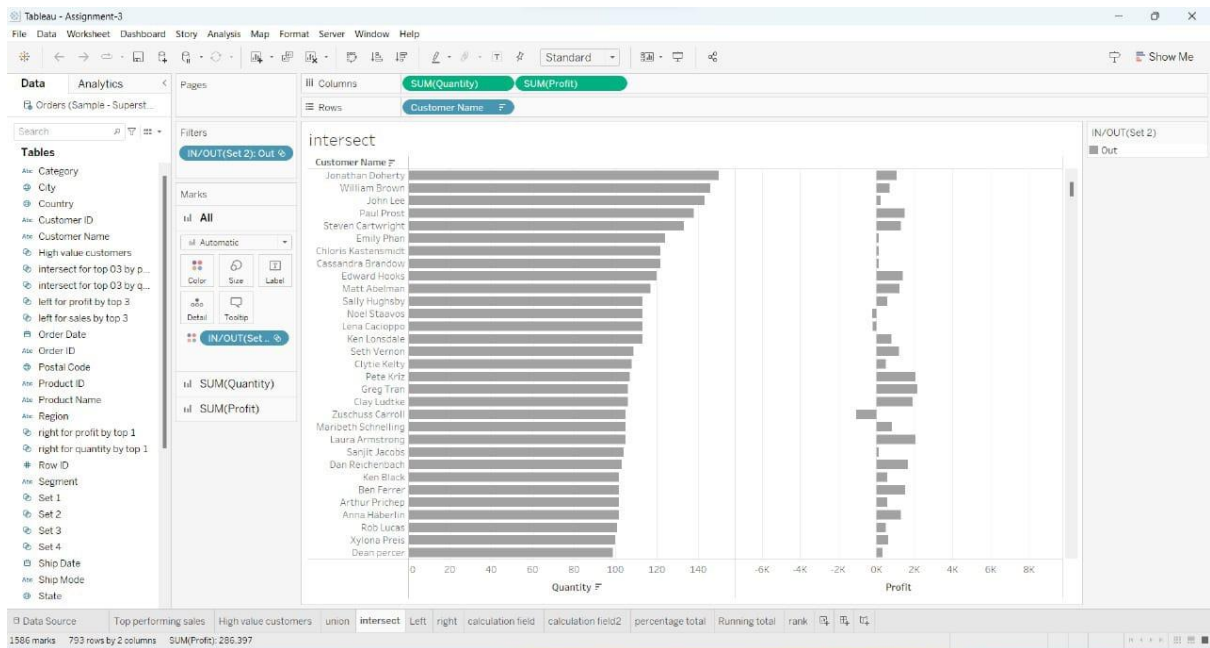 Tableau - Assignment-3
File Data Worksheet Dashboard Story Analysis Map Format Server Window Help
Standard
Show Me
Data Analytics
Orders (Sample - Superst...
Search
Tables
Abc Category
City
Country
Abc Customer ID
Abc Customer Name
High value customers
intersect for top 03 by p...
intersect for top 03 by q...
left for profit by top 3
left for sales by top 3
Order Date
Abc Order ID
Postal Code
Abc Product ID
Abc Product Name
Abc Region
right for profit by top 1
right for quantity by top 1
# Row ID
Abc Segment
Set 1
Set 2
Set 3
Set 4
Ship Date
Abc Ship Mode
State
Pages
Filters
IN/OUT(Set 2): Out
Marks
All
Automatic
Color Size Label
Detail Tooltip
IN/OUT(Set...
SUM(Quantity)
SUM(Profit)
Columns SUM(Quantity) SUM(Profit)
Rows Customer Name
intersect
Customer Name
Jonathan Doherty
William Brown
John Lee
Paul Prost
Steven Cartwright
Emily Phan
Chloris Kastensmidt
Cassandra Brandow
Edward Hooks
Matt Abelman
Sally Hughsby
Noel Staavos
Lena Cacioppo
Ken Lonsdale
Seth Vernon
Clytie Kelty
Pete Kriz
Greg Tran
Clay Ludtke
Zuschuss Carroll
Maribeth Schnelling
Laura Armstrong
Sanjit Jacobs
Dan Reichenbach
Ken Black
Ben Ferrer
Arthur Prichep
Anna Häberlin
Rob Lucas
Xylona Preis
Dean percer
0 20 40 60 80 100 120 140
Quantity
-6K -4K -2K 0K 2K 4K 6K 8K
Profit
IN/OUT(Set 2)
Out
Data Source Top performing sales High value customers union intersect Left right calculation field calculation field2 percentage total Running total rank
1586 marks 793 rows by 2 columns SUM(Profit): 286,397